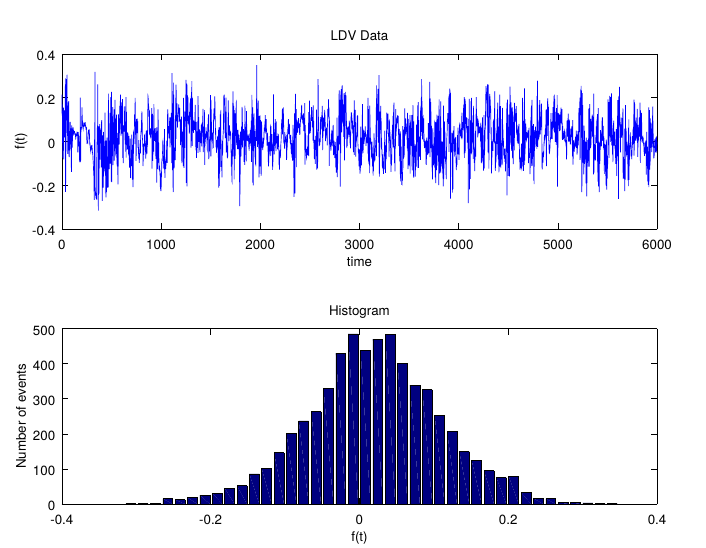 LDV Data
0.4
0.2
0
-0.2
-0.4
f(t)
0 1000 2000 3000 4000 5000 6000
time
Histogram
500
400
300
200
100
0
Number of events
-0.4 -0.2 0 0.2 0.4
f(t)